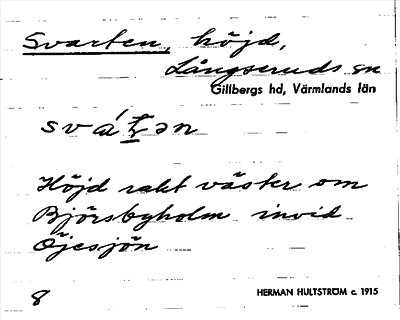 Svarten, höjd,
Långseruds sn
Gillbergs hd, Värmlands län
Höjd rakt väster om
Björsbyholm invid
Öjesjön
8
HERMAN HULTSTRÖM c. 1915